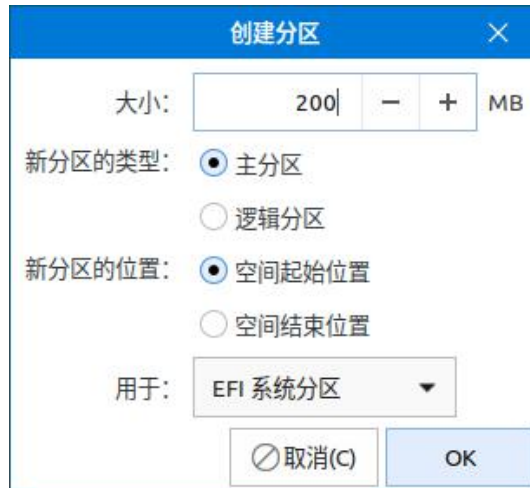 创建分区
大小： 200 − + MB
新分区的类型： 主分区
逻辑分区
新分区的位置： 空间起始位置
空间结束位置
用于： EFI 系统分区
取消(C) OK